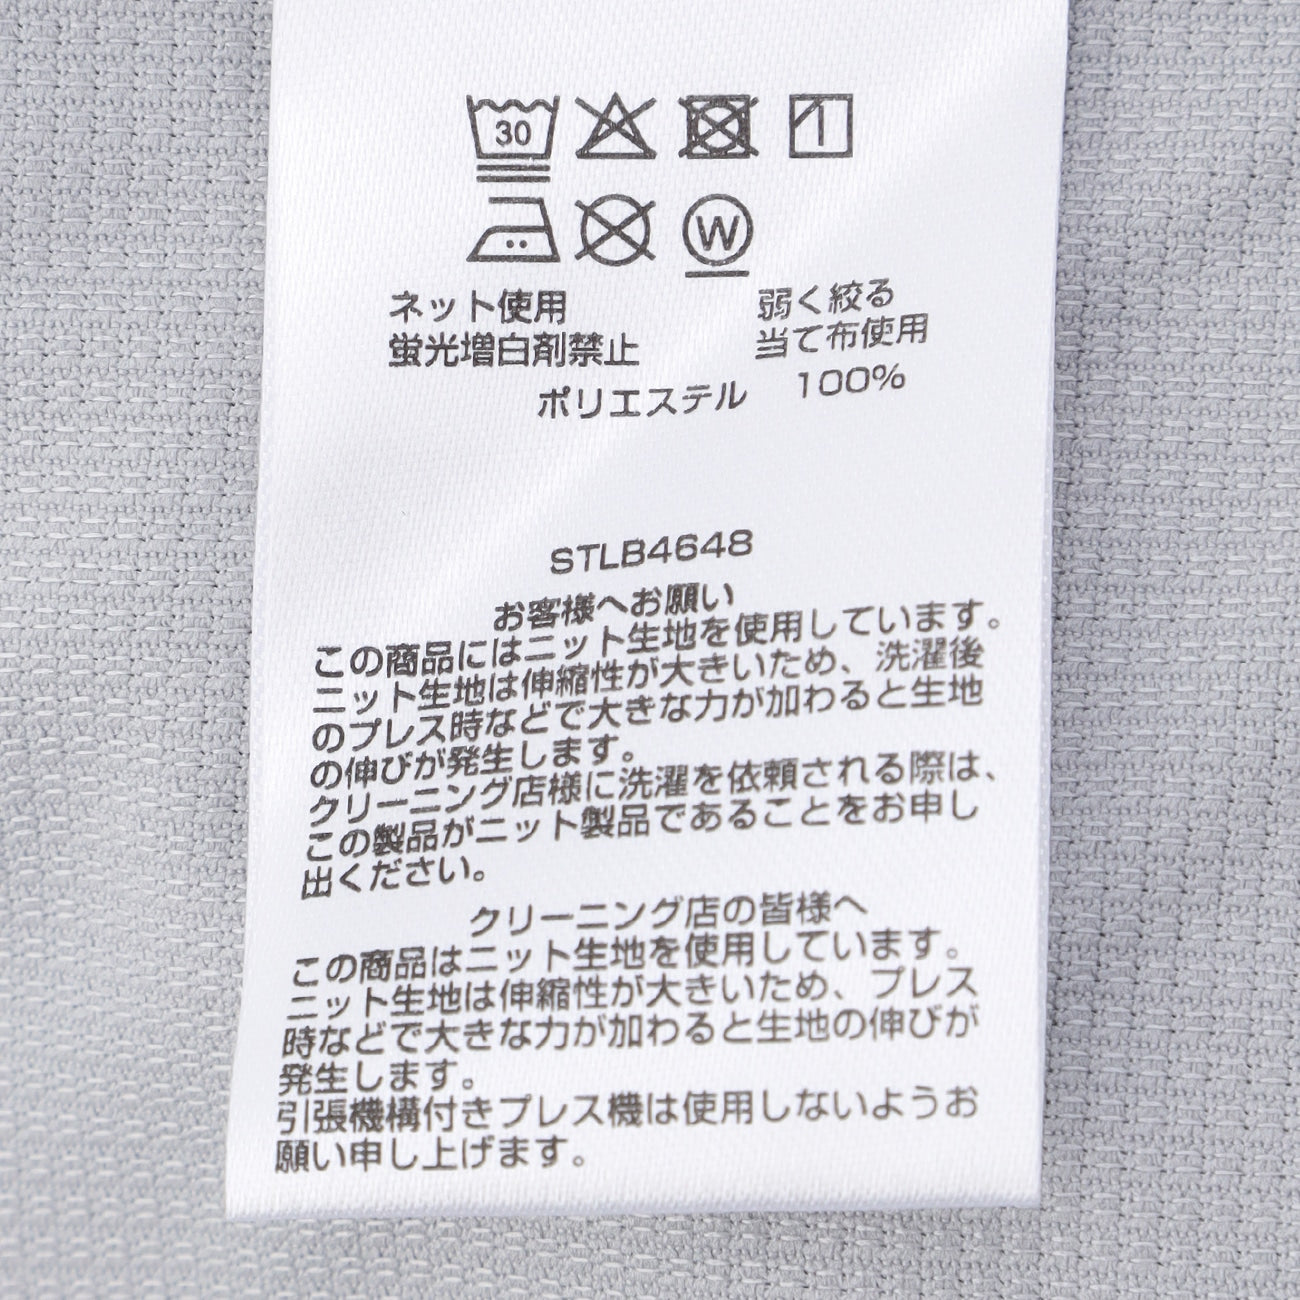 30
W
ネット使用 弱く絞る
蛍光増白剤禁止 当て布使用
ポリエステル 100%
STLB4648
お客様へお願い
この商品にはニット生地を使用しています。
ニット生地は伸縮性が大きいため、洗濯後
のプレス時などで大きな力が加わると生地
の伸びが発生します。
クリーニング店様に洗濯を依頼される際は、
この製品がニット製品であることをお申し
出ください。
クリーニング店の皆様へ
この商品はニット生地を使用しています。
ニット生地は伸縮性が大きいため、プレス
時などで大きな力が加わると生地の伸びが
発生します。
引張機構付きプレス機は使用しないようお
願い申し上げます。